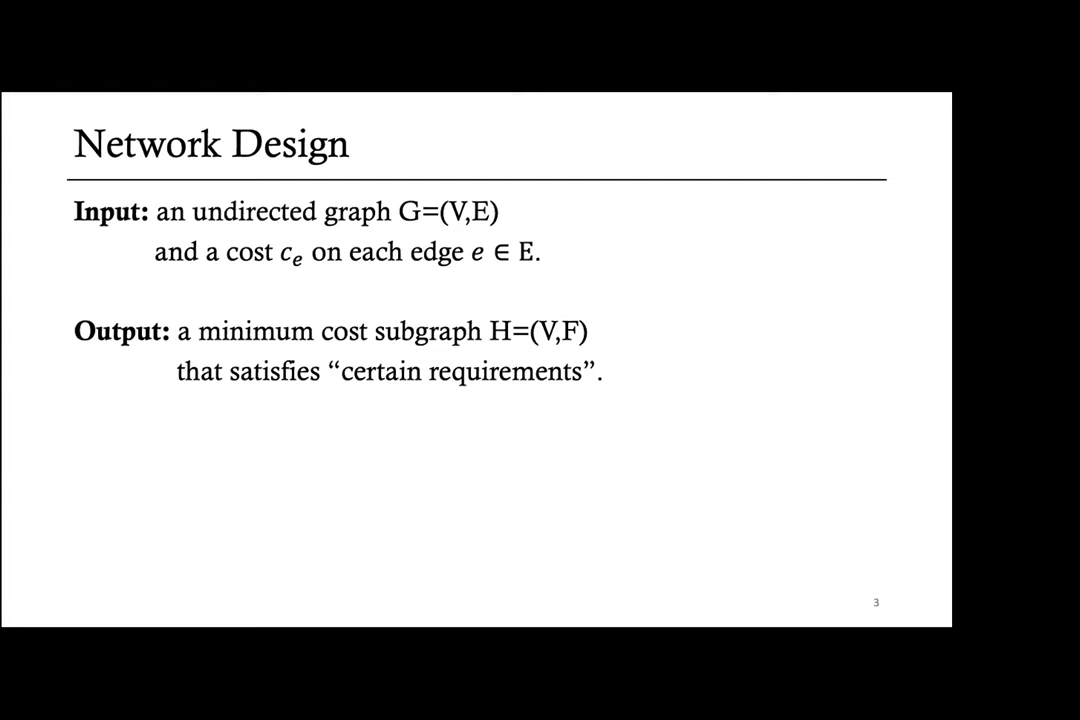 Network Design
Input: an undirected graph G=(V,E)
and a cost cₑ on each edge e ∈ E.
Output: a minimum cost subgraph H=(V,F)
that satisfies “certain requirements”.
3